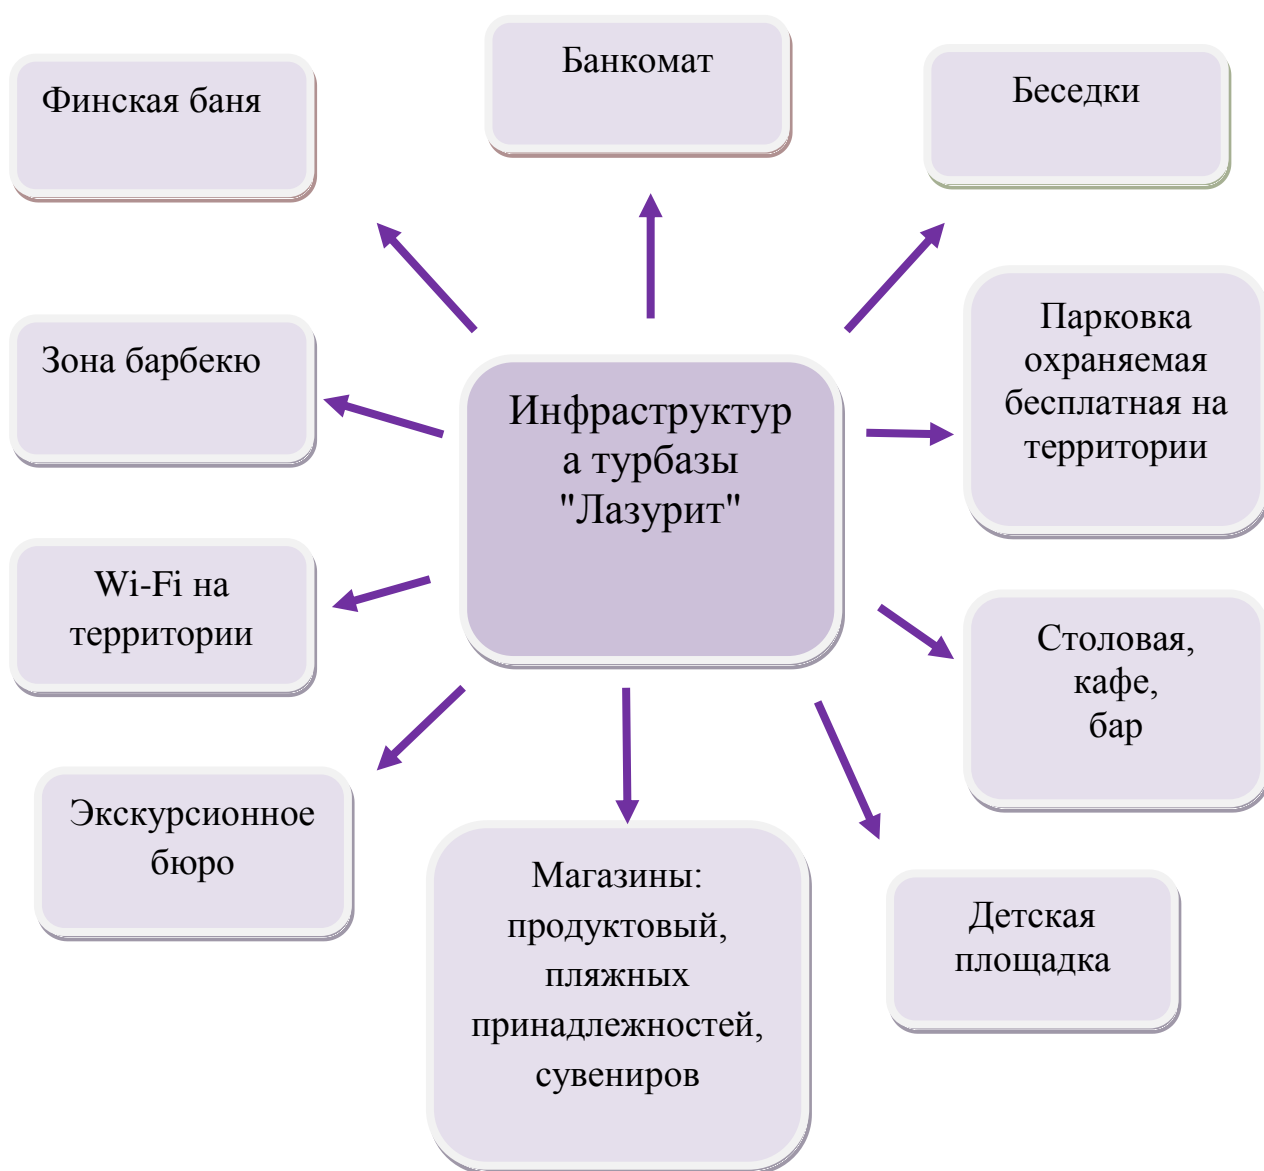 Банкомат
Финская баня
Беседки
Парковка
охраняемая
бесплатная на
территории
Зона барбекю
Инфраструктур
а турбазы
"Лазурит"
Wi-Fi на
территории
Столовая,
кафе,
бар
Экскурсионное
бюро
Магазины:
продуктовый,
пляжных
принадлежностей,
сувениров
Детская
площадка